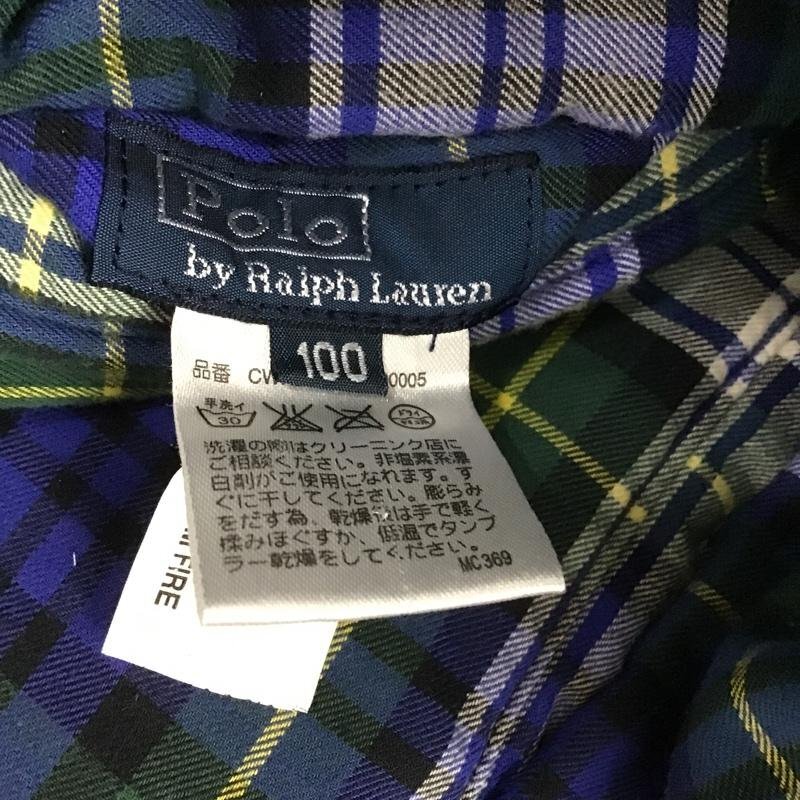 Polo
by Ralph Lauren
100
品番 CW 0005
手洗イ
30
ドライ
洗濯の際はクリーニング店に
ご相談ください。非塩素系漂
白剤がご使用になれます。す
ぐに干してください。膨らみ
をだす為、乾燥後は手で軽く
揉みほぐすか、低温でタンブ
ラー乾燥をしてください。
MC369
FIRE